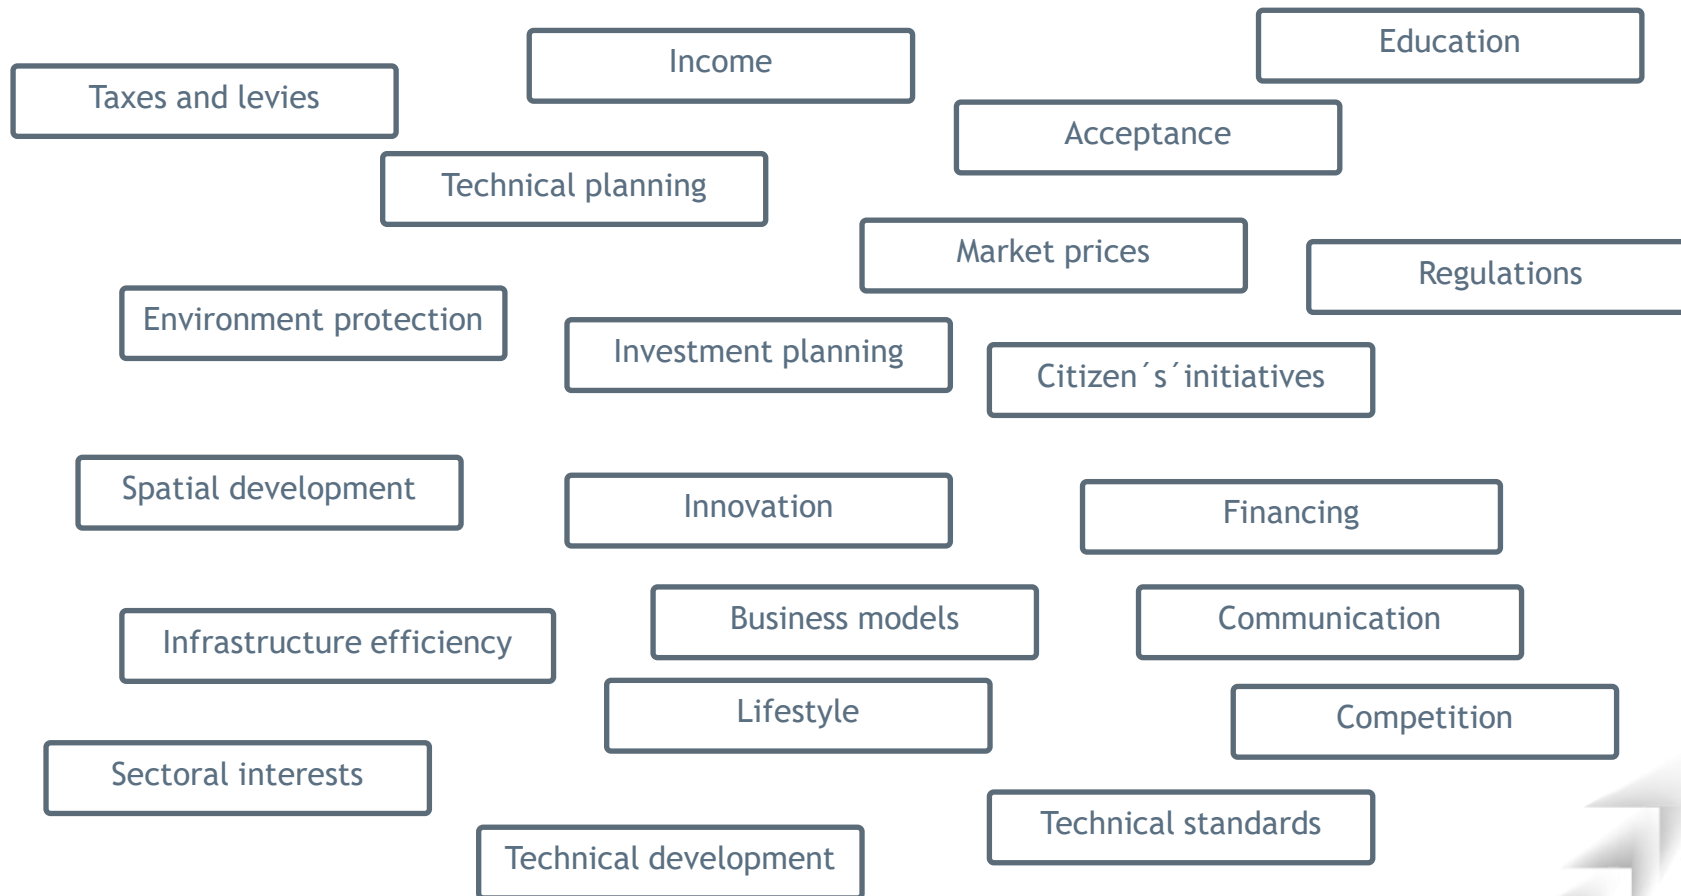 Education
Income
Taxes and levies
Acceptance
Technical planning
Market prices
Regulations
Environment protection
Investment planning
Citizen´s´initiatives
Spatial development
Innovation
Financing
Business models
Communication
Infrastructure efficiency
Lifestyle
Competition
Sectoral interests
Technical standards
Technical development